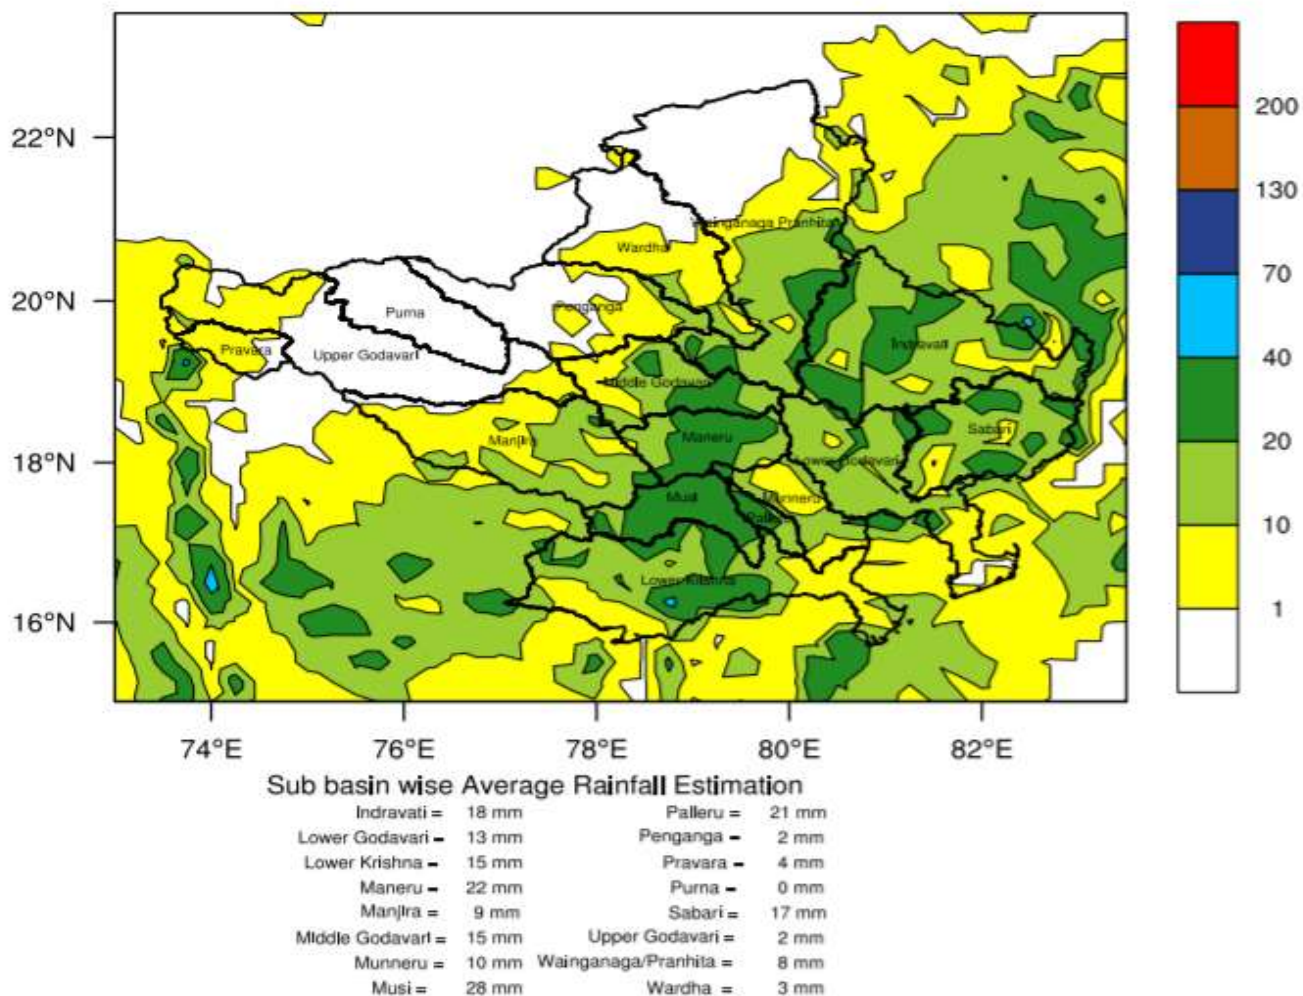 22°N
20°N
18°N
16°N
74°E 76°E 78°E 80°E 82°E
200
130
70
40
20
10
1
Wainganaga Pranhita
Wardha
Penganga
Purna
Pravara
Upper Godavari
Indravati
Middle Godavari
Manjira
Maneru
Sabari
Lower Godavari
Musi
Munneru
Lower Krishna
Sub basin wise Average Rainfall Estimation
Indravati = 18 mm Palleru = 21 mm
Lower Godavari = 13 mm Penganga = 2 mm
Lower Krishna = 15 mm Pravara = 4 mm
Maneru = 22 mm Purna = 0 mm
Manjira = 9 mm Sabari = 17 mm
Middle Godavari = 15 mm Upper Godavari = 2 mm
Munneru = 10 mm Wainganaga/Pranhita = 8 mm
Musi = 28 mm Wardha = 3 mm